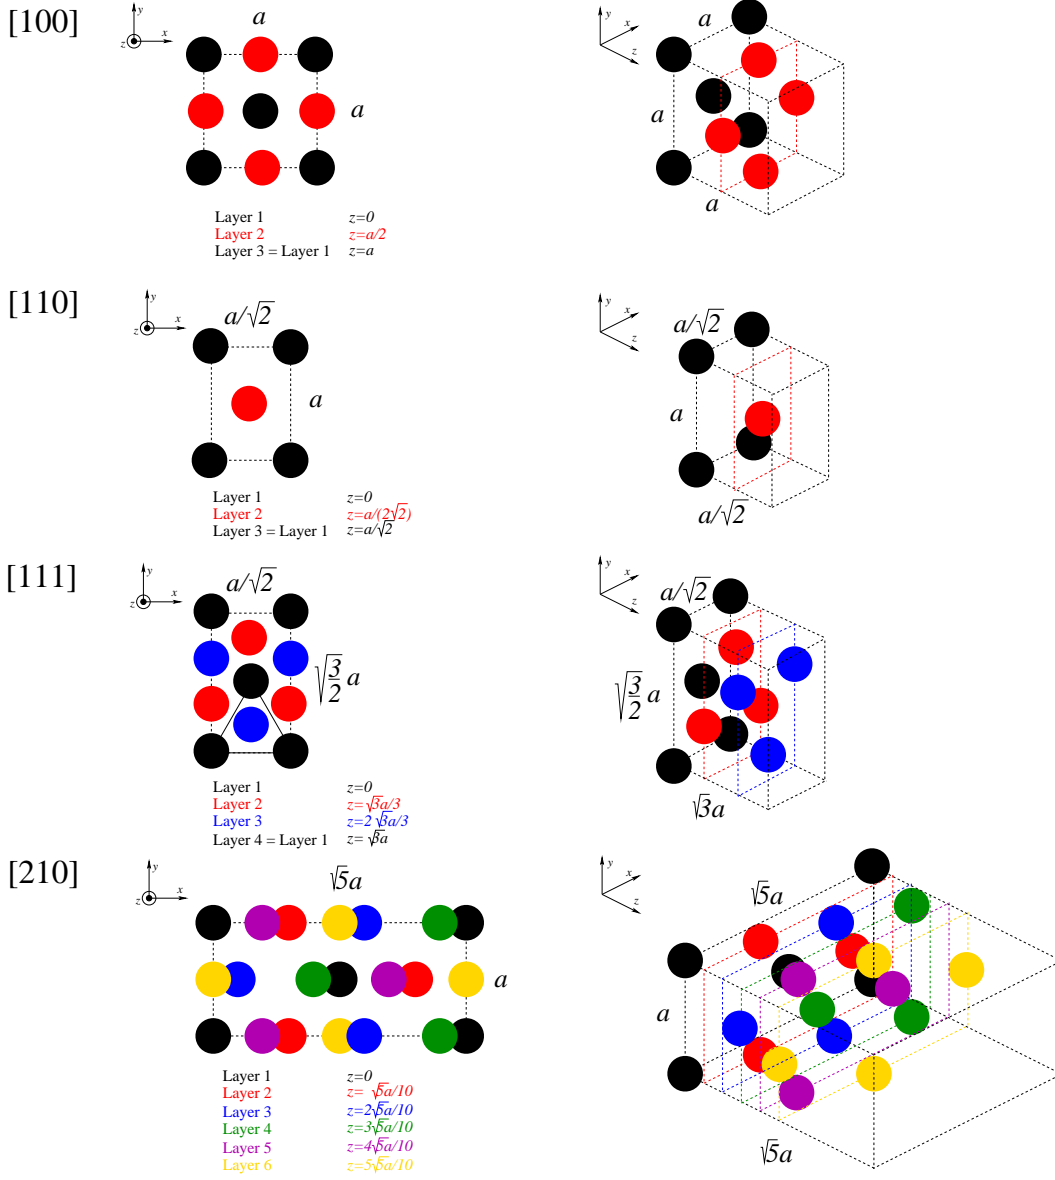 [100]
y
x
z
a
a
Layer 1 z=0
Layer 2 z=a/2
Layer 3 = Layer 1 z=a
y
x
z
a
a
a
[110]
y
x
z
a/√2
a
Layer 1 z=0
Layer 2 z=a/(2√2)
Layer 3 = Layer 1 z=a/√2
y
x
z
a/√2
a
a/√2
[111]
y
x
z
a/√2
√3/2 a
Layer 1 z=0
Layer 2 z=√3a/3
Layer 3 z=2√3a/3
Layer 4 = Layer 1 z=√3a
y
x
z
a/√2
√3/2 a
√3a
[210]
y
x
z
√5a
a
Layer 1 z=0
Layer 2 z= √5a/10
Layer 3 z=2√5a/10
Layer 4 z=3√5a/10
Layer 5 z=4√5a/10
Layer 6 z=5√5a/10
y
x
z
√5a
a
√5a